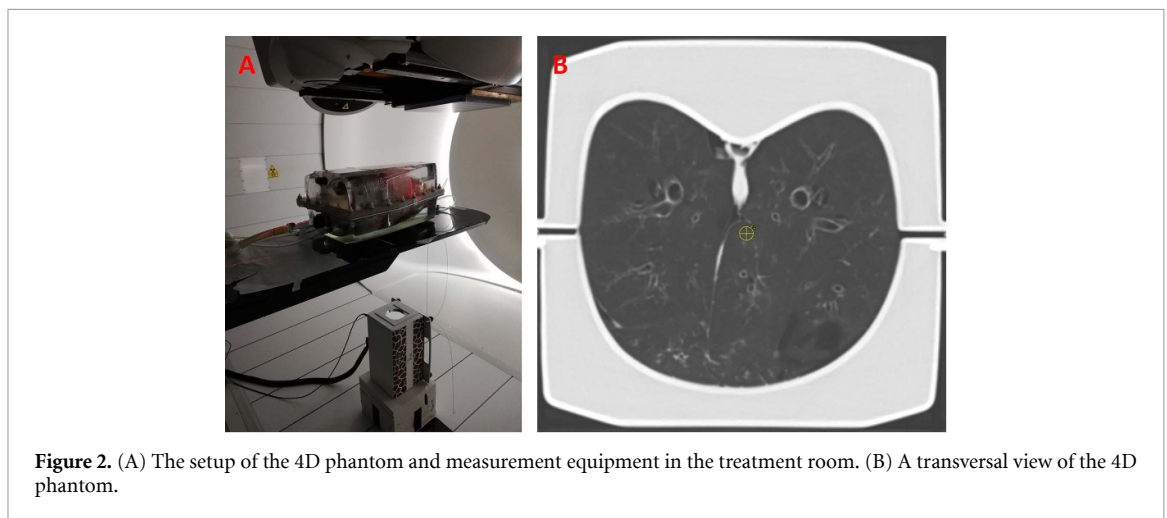 A
B
Figure 2. (A) The setup of the 4D phantom and measurement equipment in the treatment room. (B) A transversal view of the 4D
phantom.